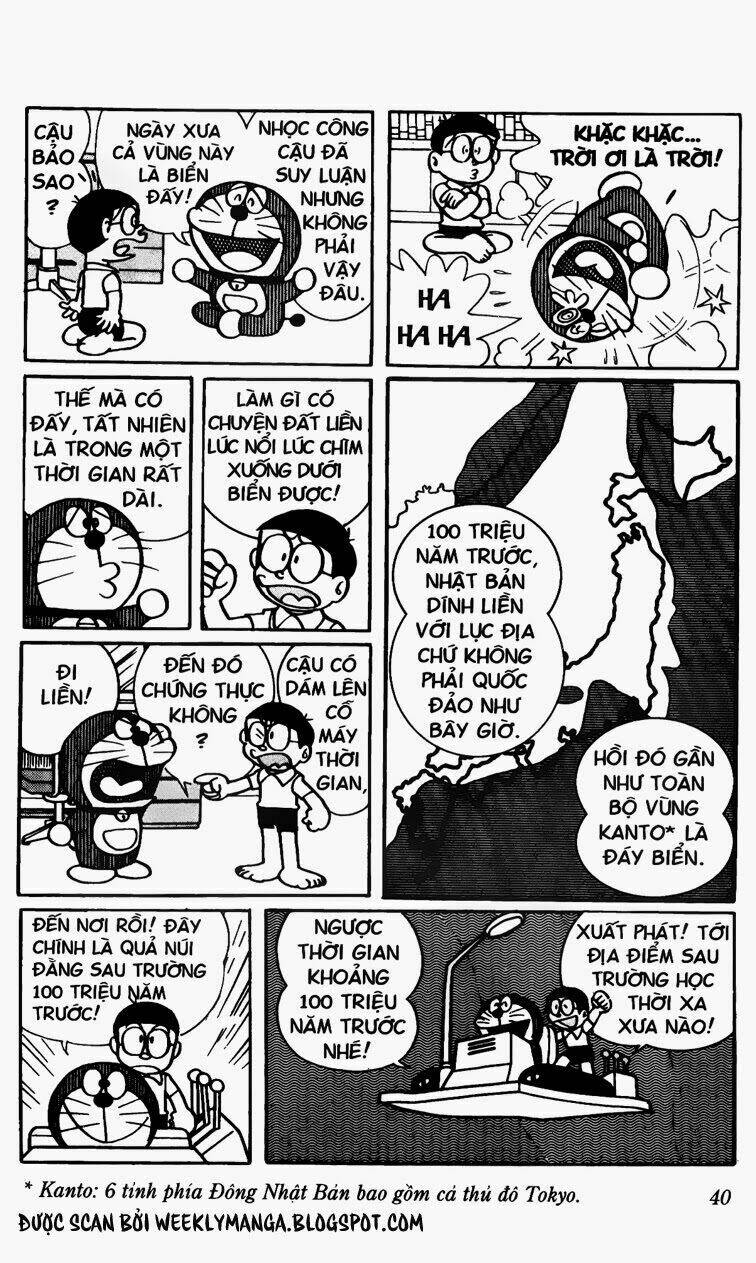 KHẶC KHẶC...
TRỜI ƠI LÀ TRỜI!
HA
HA HA
NHỌC CÔNG
CẬU ĐÃ
SUY LUẬN
NHƯNG
KHÔNG
PHẢI
VẬY
ĐÂU.
NGÀY XƯA
CẢ VÙNG NÀY
LÀ BIỂN
ĐẤY!
CẬU
BẢO
SAO
?
100 TRIỆU
NĂM TRƯỚC,
NHẬT BẢN
DÍNH LIỀN
VỚI LỤC ĐỊA
CHỨ KHÔNG
PHẢI QUỐC
ĐẢO NHƯ
BÂY GIỜ.
HỒI ĐÓ GẦN
NHƯ TOÀN
BỘ VÙNG
KANTO* LÀ
ĐÁY BIỂN.
LÀM GÌ CÓ
CHUYỆN ĐẤT LIỀN
LÚC NỔI LÚC CHÌM
XUỐNG DƯỚI
BIỂN ĐƯỢC!
THẾ MÀ CÓ
ĐẤY, TẤT NHIÊN
LÀ TRONG MỘT
THỜI GIAN RẤT
DÀI.
CẬU CÓ
DÁM LÊN
CỖ
MÁY
THỜI
GIAN,
ĐẾN ĐÓ
CHỨNG THỰC
KHÔNG
?
ĐI
LIỀN!
XUẤT PHÁT! TỚI
ĐỊA ĐIỂM SAU
TRƯỜNG HỌC
THỜI XA
XƯA NÀO!
NGƯỢC
THỜI GIAN
KHOẢNG
100 TRIỆU
NĂM TRƯỚC
NHÉ!
ĐẾN NƠI RỒI! ĐÂY
CHÍNH LÀ QUẢ NÚI
ĐẰNG SAU TRƯỜNG
100 TRIỆU NĂM
TRƯỚC!
* Kanto: 6 tỉnh phía Đông Nhật Bản bao gồm cả thủ đô Tokyo.
40
ĐƯỢC SCAN BỞI WEEKLYMANGA.BLOGSPOT.COM